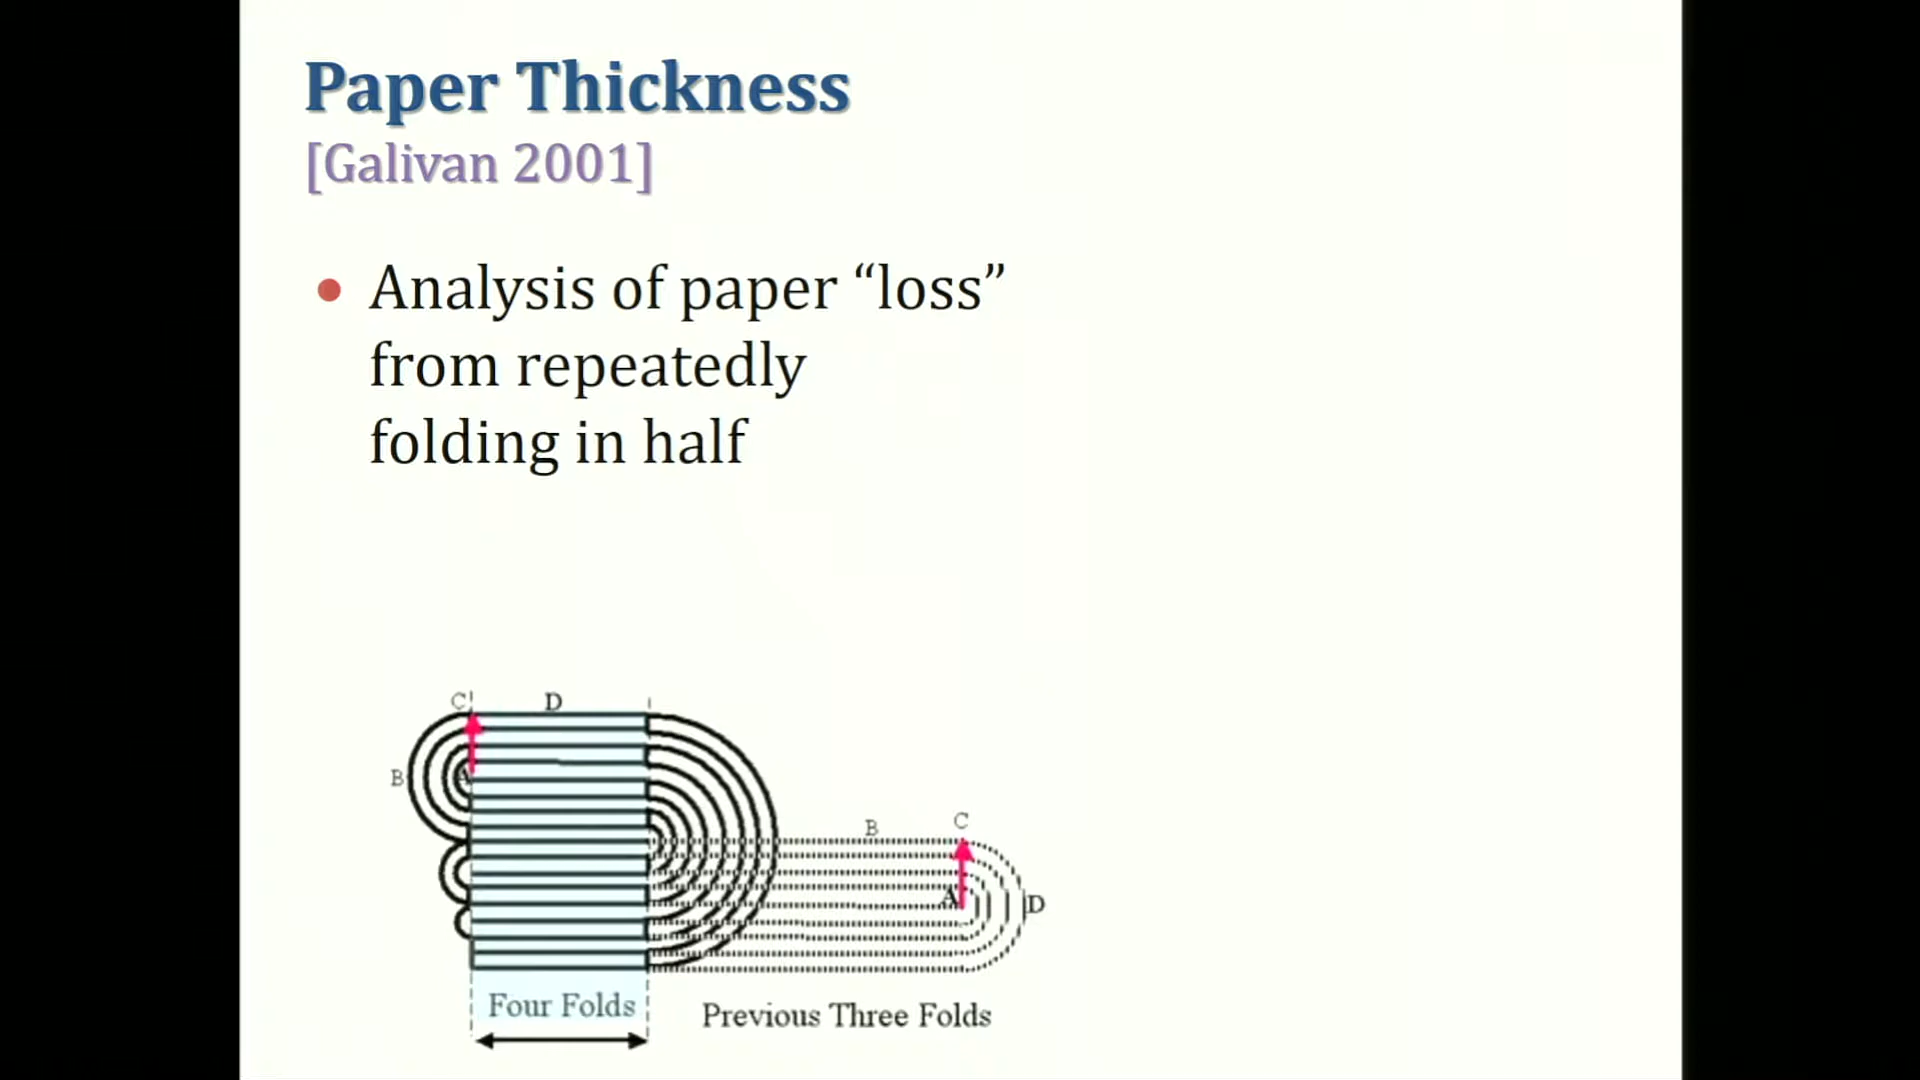 Paper Thickness
[Galivan 2001]
• Analysis of paper “loss”
from repeatedly
folding in half
C D
B A
B C
A D
Four Folds
Previous Three Folds